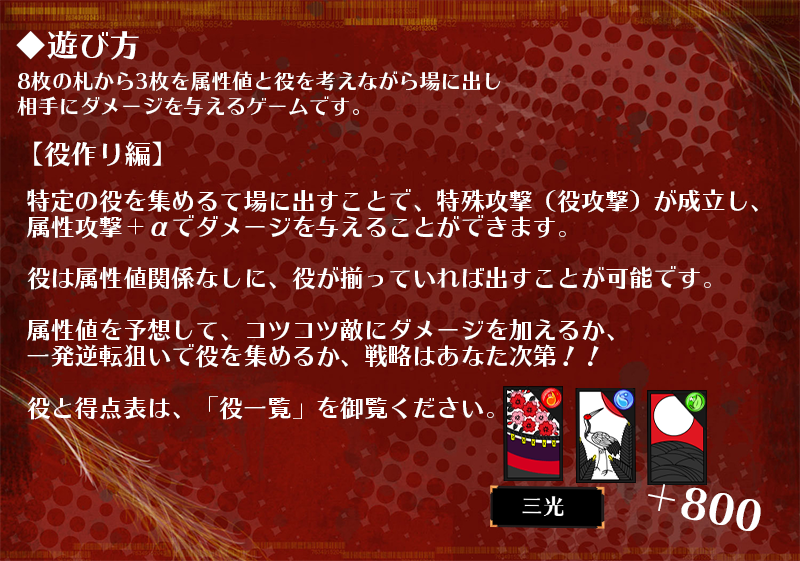 ◆遊び方
8枚の札から3枚を属性値と役を考えながら場に出し
相手にダメージを与えるゲームです。
【役作り編】
特定の役を集めるて場に出すことで、特殊攻撃（役攻撃）が成立し、
属性攻撃＋αでダメージを与えることができます。
役は属性値関係なしに、役が揃っていれば出すことが可能です。
属性値を予想して、コツコツ敵にダメージを加えるか、
一発逆転狙いで役を集めるか、戦略はあなた次第！！
役と得点表は、「役一覧」を御覧ください。
三光
＋800